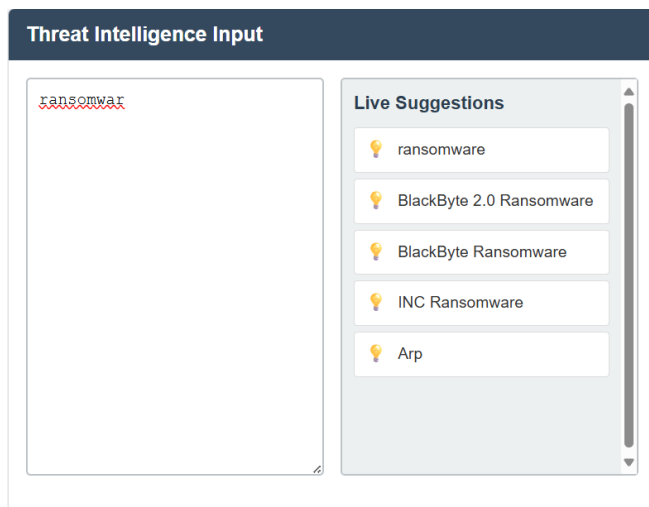 Threat Intelligence Input
ransomwar
Live Suggestions
ransomware
BlackByte 2.0 Ransomware
BlackByte Ransomware
INC Ransomware
Arp